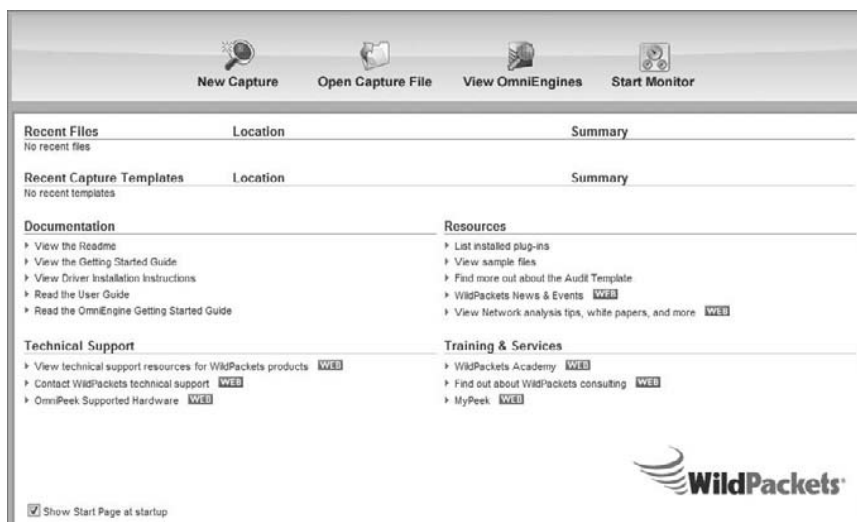 New Capture Open Capture File View OmniEngines Start Monitor
Recent Files Location Summary
No recent files
Recent Capture Templates Location Summary
No recent templates
Documentation
View the Readme
View the Getting Started Guide
View Driver Installation Instructions
Read the User Guide
Read the OmniEngine Getting Started Guide
Resources
List installed plug-ins
View sample files
Find more out about the Audit Template
WildPackets News & Events WEB
View Network analysis tips, white papers, and more WEB
Technical Support
View technical support resources for WildPackets products WEB
Contact WildPackets technical support WEB
OmniPeek Supported Hardware WEB
Training & Services
WildPackets Academy WEB
Find out about WildPackets consulting WEB
MyPeek WEB
WildPackets
Show Start Page at startup